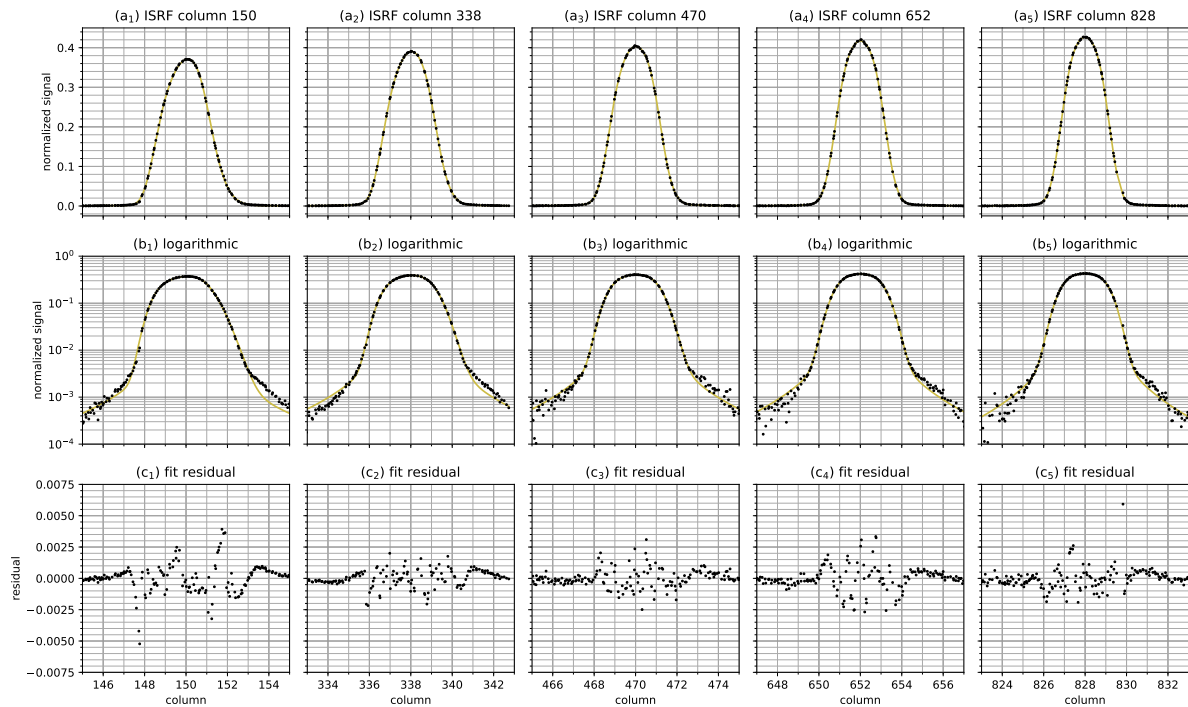 (a₁) ISRF column 150
(a₂) ISRF column 338
(a₃) ISRF column 470
(a₄) ISRF column 652
(a₅) ISRF column 828
normalized signal
0.4
0.3
0.2
0.1
0.0
(b₁) logarithmic
(b₂) logarithmic
(b₃) logarithmic
(b₄) logarithmic
(b₅) logarithmic
normalized signal
10⁰
10⁻¹
10⁻²
10⁻³
10⁻⁴
(c₁) fit residual
(c₂) fit residual
(c₃) fit residual
(c₄) fit residual
(c₅) fit residual
residual
0.0075
0.0050
0.0025
0.0000
−0.0025
−0.0050
−0.0075
146 148 150 152 154
334 336 338 340 342
466 468 470 472 474
648 650 652 654 656
824 826 828 830 832
column
column
column
column
column